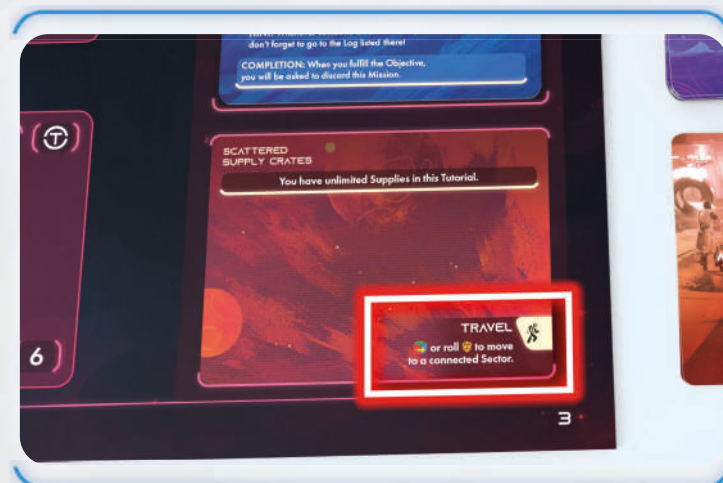 don't forget to go to the Log listed there!
COMPLETION: When you fulfill the Objective,
you will be asked to discard this Mission.
T
SCATTERED
SUPPLY CRATES
You have unlimited Supplies in this Tutorial.
6
TRAVEL
or roll to move
to a connected Sector.
3